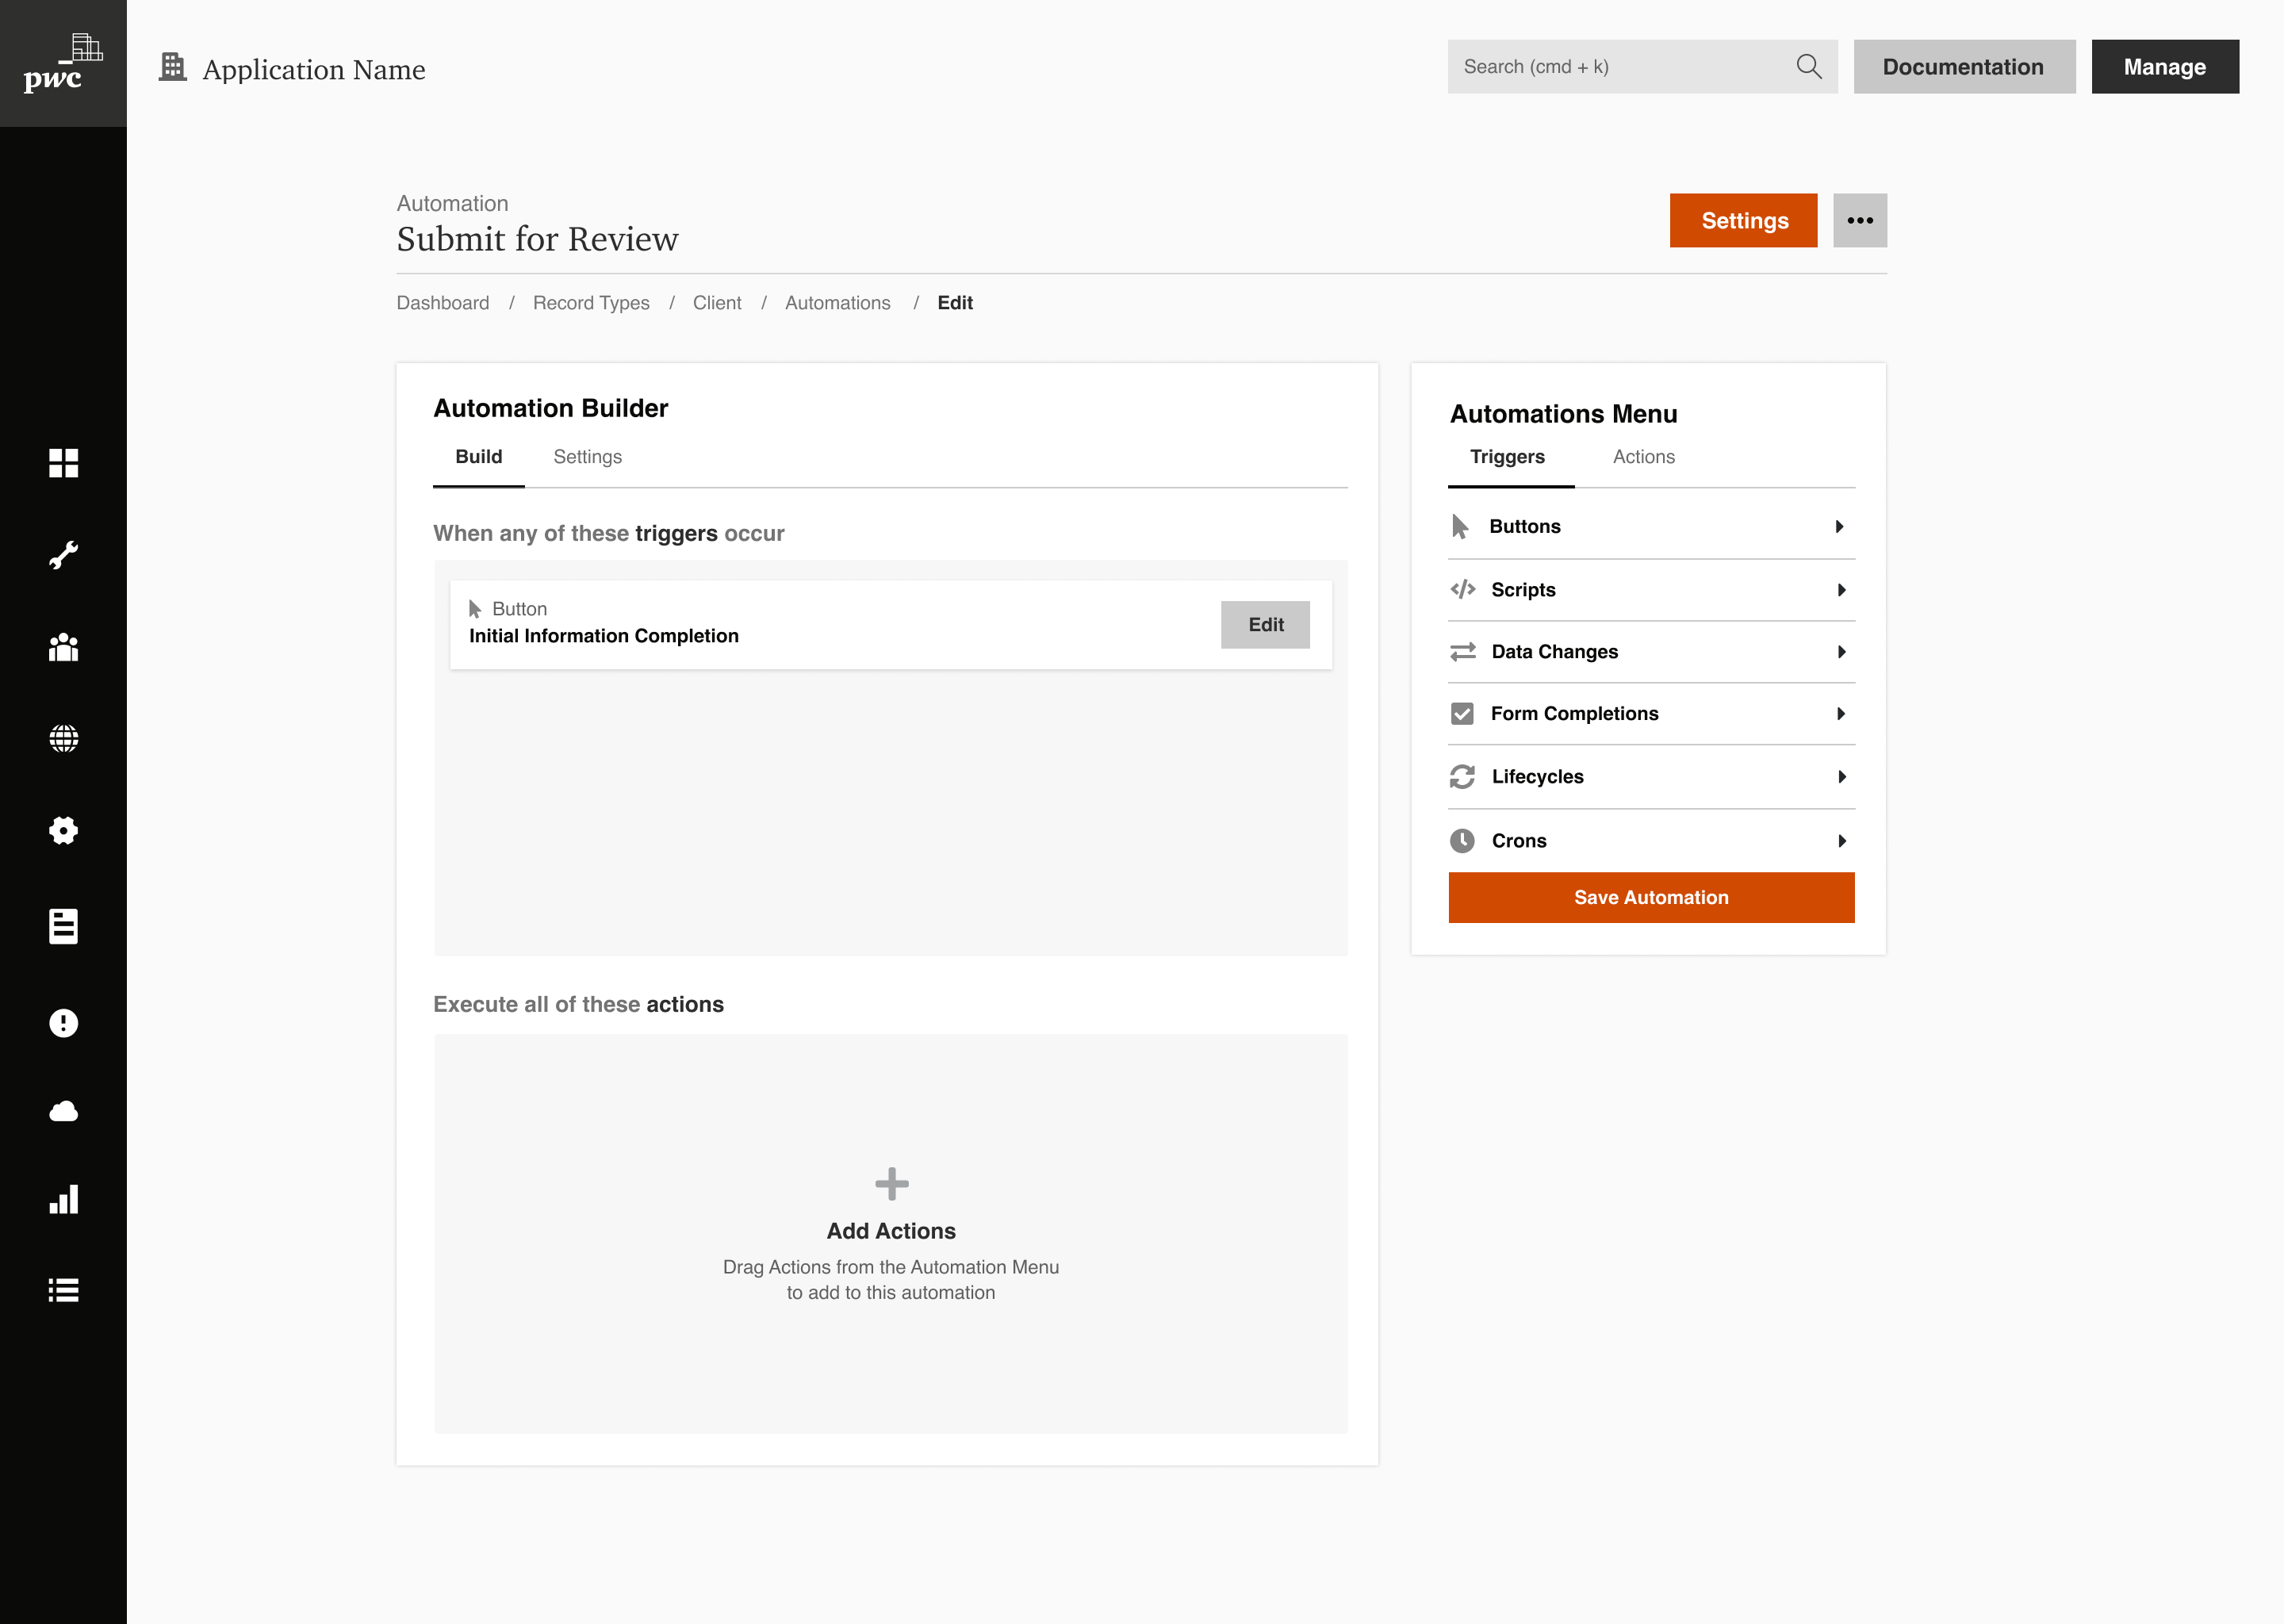 pwc
Application Name
Search (cmd + k)
Documentation
Manage
Automation
Submit for Review
Settings
Dashboard / Record Types / Client / Automations / Edit
Automation Builder
Build
Settings
When any of these triggers occur
Button
Initial Information Completion
Edit
Execute all of these actions
Add Actions
Drag Actions from the Automation Menu
to add to this automation
Automations Menu
Triggers
Actions
Buttons
Scripts
Data Changes
Form Completions
Lifecycles
Crons
Save Automation